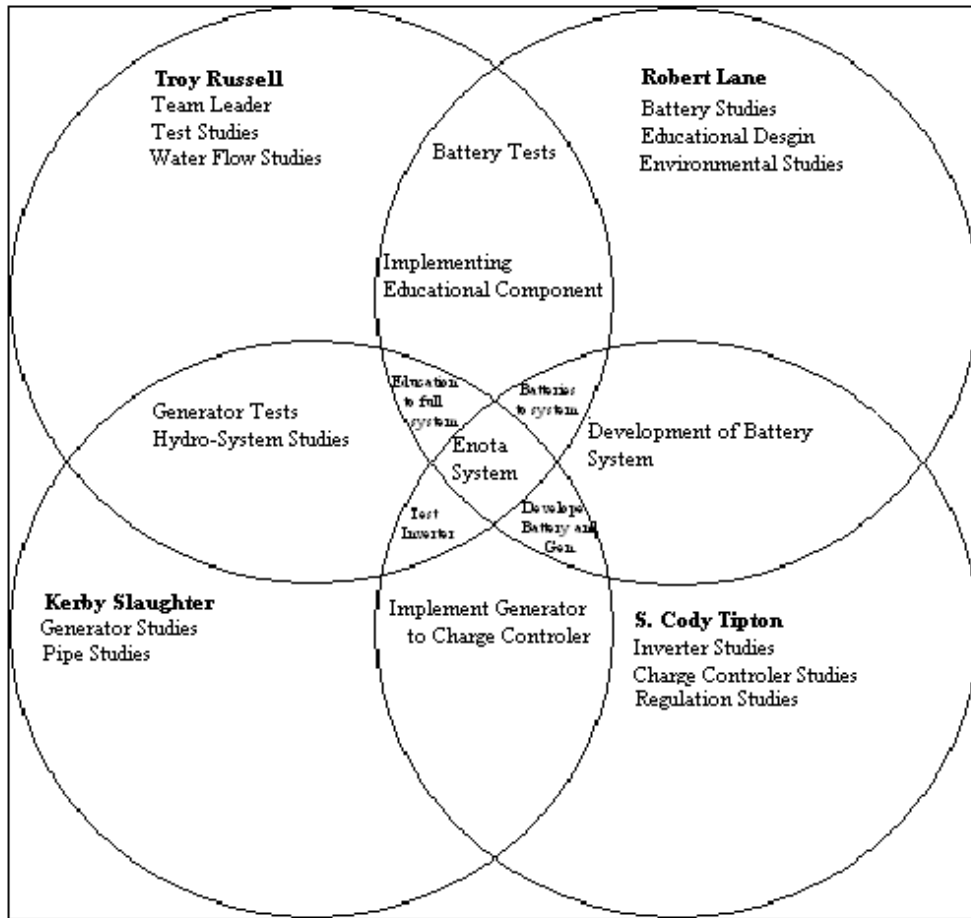 Troy Russell
Team Leader
Test Studies
Water Flow Studies
Robert Lane
Battery Studies
Educational Desgin
Environmental Studies
Battery Tests
Implementing
Educational Component
Education
to full
system
Batteries
to system
Generator Tests
Hydro-System Studies
Enota
System
Development of Battery
System
Test
Inverter
Develope
Battery and
Gen.
Kerby Slaughter
Generator Studies
Pipe Studies
Implement Generator
to Charge Controler
S. Cody Tipton
Inverter Studies
Charge Controler Studies
Regulation Studies